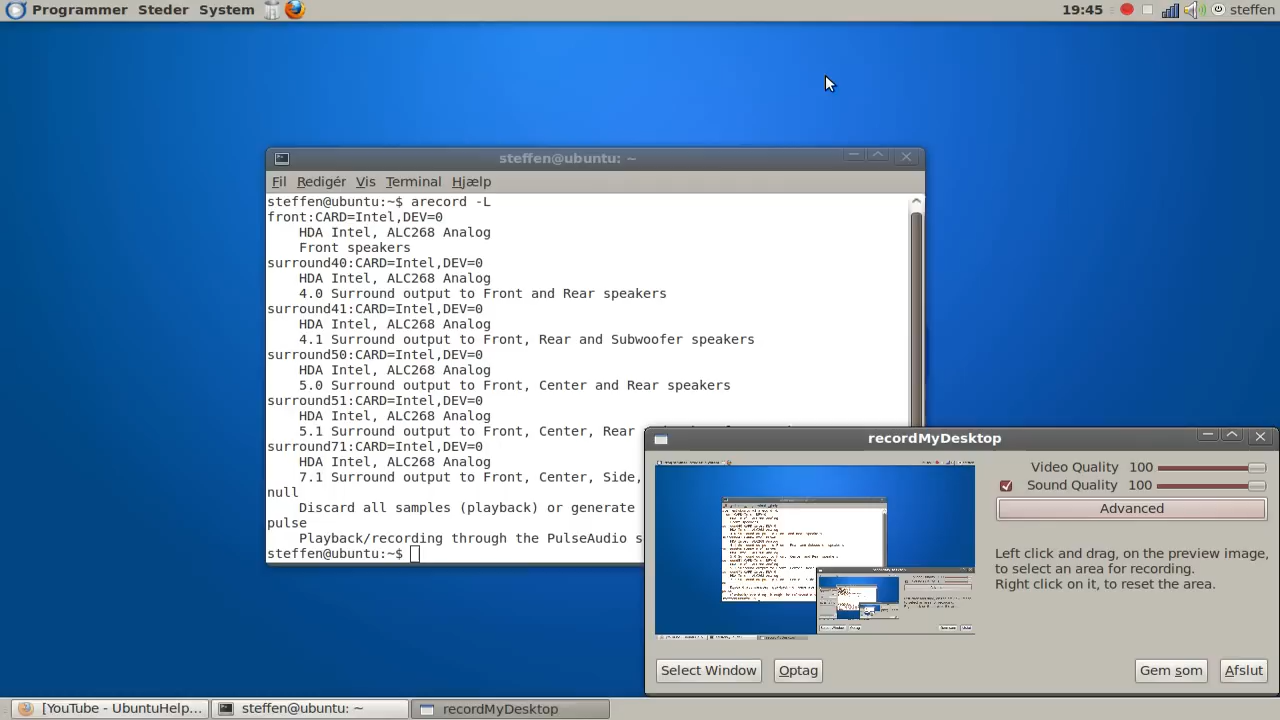 Programmer Steder System 19:45 steffen
steffen@ubuntu: ~
Fil Redigér Vis Terminal Hjælp
steffen@ubuntu:~$ arecord -L
front:CARD=Intel,DEV=0
HDA Intel, ALC268 Analog
Front speakers
surround40:CARD=Intel,DEV=0
HDA Intel, ALC268 Analog
4.0 Surround output to Front and Rear speakers
surround41:CARD=Intel,DEV=0
HDA Intel, ALC268 Analog
4.1 Surround output to Front, Rear and Subwoofer speakers
surround50:CARD=Intel,DEV=0
HDA Intel, ALC268 Analog
5.0 Surround output to Front, Center and Rear speakers
surround51:CARD=Intel,DEV=0
HDA Intel, ALC268 Analog
5.1 Surround output to Front, Center, Rear
surround71:CARD=Intel,DEV=0
HDA Intel, ALC268 Analog
7.1 Surround output to Front, Center, Side,
null
Discard all samples (playback) or generate
pulse
Playback/recording through the PulseAudio s
steffen@ubuntu:~$
recordMyDesktop
Video Quality 100
Sound Quality 100
Advanced
Left click and drag, on the preview image,
to select an area for recording.
Right click on it, to reset the area.
Select Window Optag Gem som Afslut
[YouTube - UbuntuHelp... steffen@ubuntu: ~ recordMyDesktop